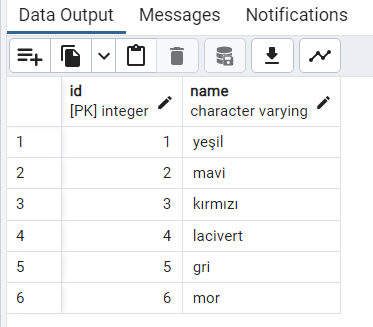 Data Output Messages Notifications
id name
[PK] integer character varying
1 1 yeşil
2 2 mavi
3 3 kırmızı
4 4 lacivert
5 5 gri
6 6 mor